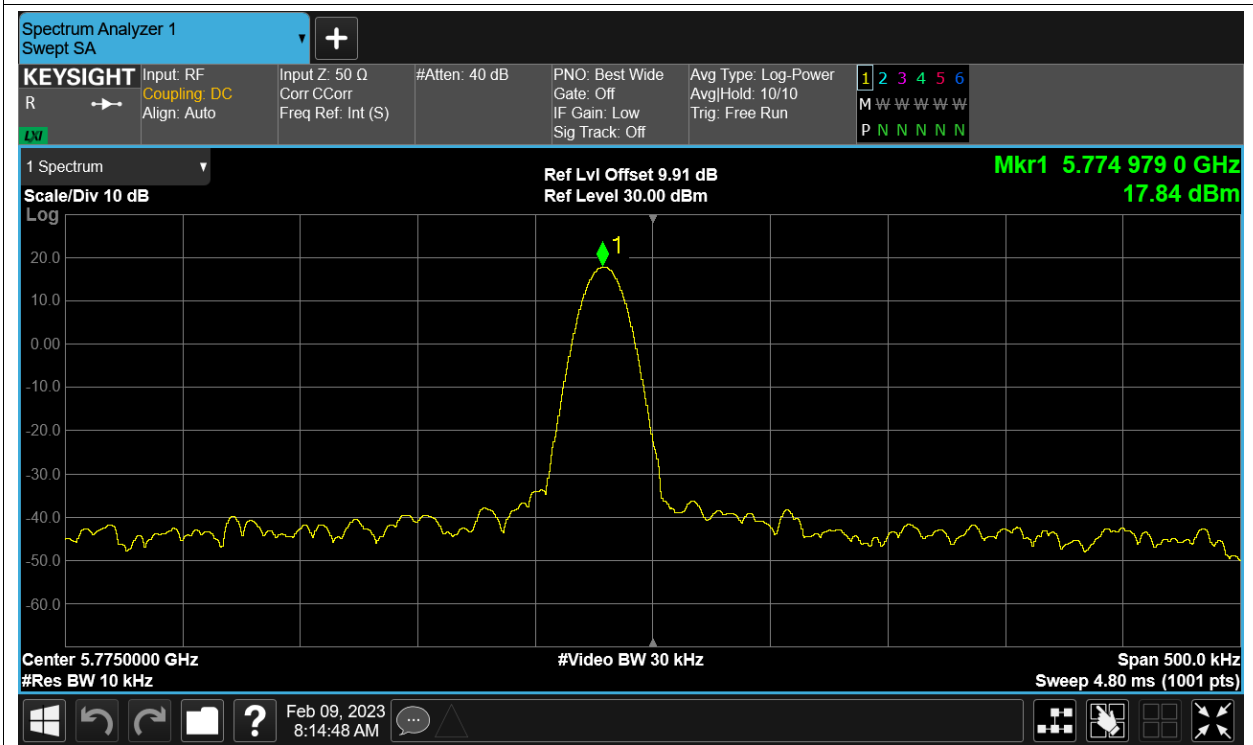 Spectrum Analyzer 1
Swept SA
KEYSIGHT
R
LXI
Input: RF
Coupling: DC
Align: Auto
Input Z: 50 Ω
Corr CCorr
Freq Ref: Int (S)
#Atten: 40 dB
PNO: Best Wide
Gate: Off
IF Gain: Low
Sig Track: Off
Avg Type: Log-Power
Avg|Hold: 10/10
Trig: Free Run
1 2 3 4 5 6
M W W W W W
P N N N N N
1 Spectrum
Scale/Div 10 dB
Log
Ref Lvl Offset 9.91 dB
Ref Level 30.00 dBm
Mkr1 5.774 979 0 GHz
17.84 dBm
1
20.0
10.0
0.00
-10.0
-20.0
-30.0
-40.0
-50.0
-60.0
Center 5.7750000 GHz
#Res BW 10 kHz
#Video BW 30 kHz
Span 500.0 kHz
Sweep 4.80 ms (1001 pts)
?
Feb 09, 2023
8:14:48 AM